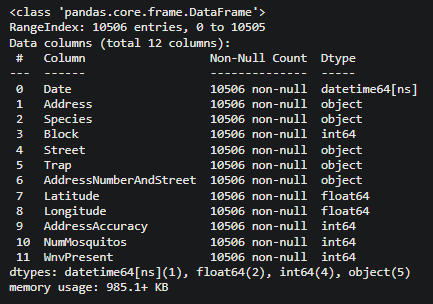 <class 'pandas.core.frame.DataFrame'>
RangeIndex: 10506 entries, 0 to 10505
Data columns (total 12 columns):
 #   Column                  Non-Null Count  Dtype
---  ------                  --------------  -----
 0   Date                    10506 non-null  datetime64[ns]
 1   Address                 10506 non-null  object
 2   Species                 10506 non-null  object
 3   Block                   10506 non-null  int64
 4   Street                  10506 non-null  object
 5   Trap                    10506 non-null  object
 6   AddressNumberAndStreet  10506 non-null  object
 7   Latitude                10506 non-null  float64
 8   Longitude               10506 non-null  float64
 9   AddressAccuracy         10506 non-null  int64
 10  NumMosquitos            10506 non-null  int64
 11  WnvPresent              10506 non-null  int64
dtypes: datetime64[ns](1), float64(2), int64(4), object(5)
memory usage: 985.1+ KB